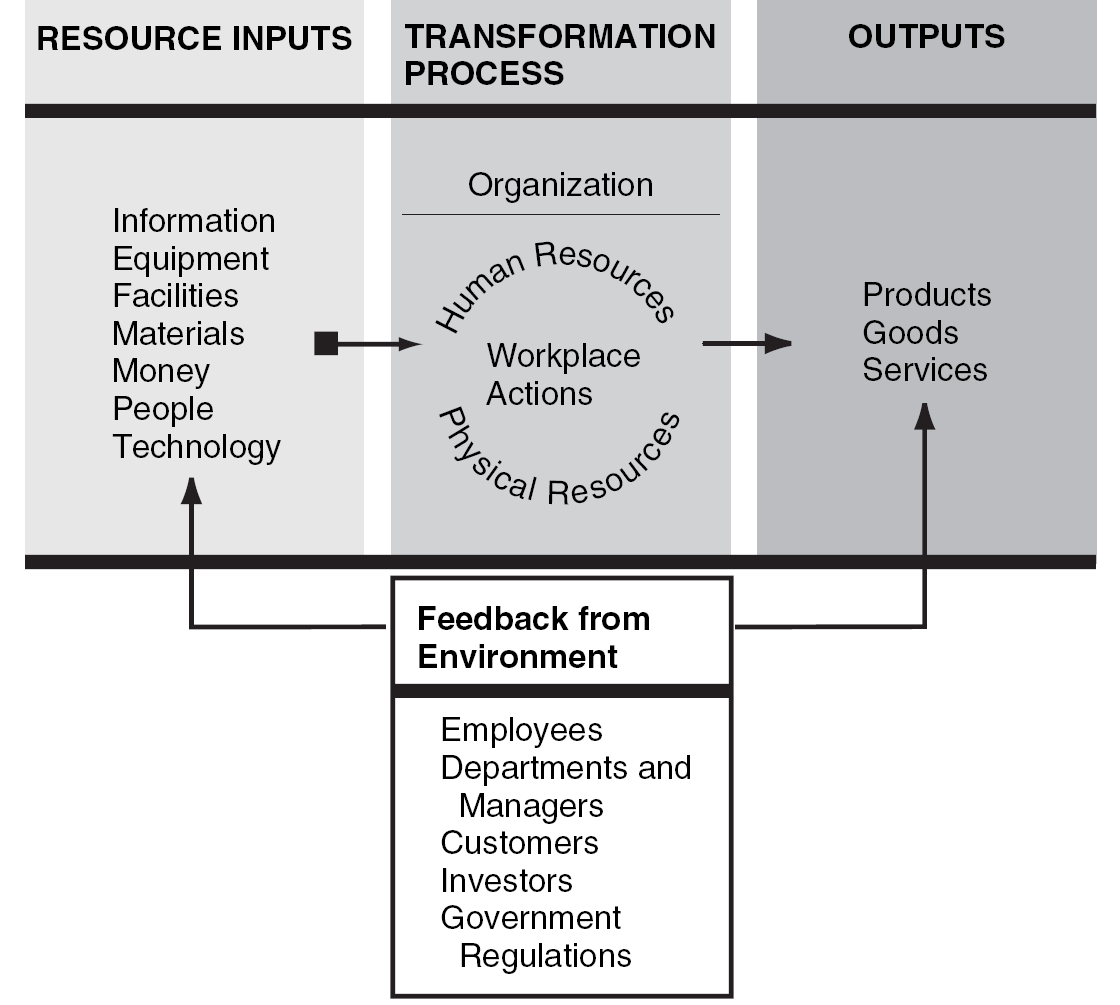 RESOURCE INPUTS
TRANSFORMATION
PROCESS
OUTPUTS
Information
Equipment
Facilities
Materials
Money
People
Technology
Organization
Human Resources
Workplace
Actions
Physical Resources
Products
Goods
Services
Feedback from
Environment
Employees
Departments and
Managers
Customers
Investors
Government
Regulations